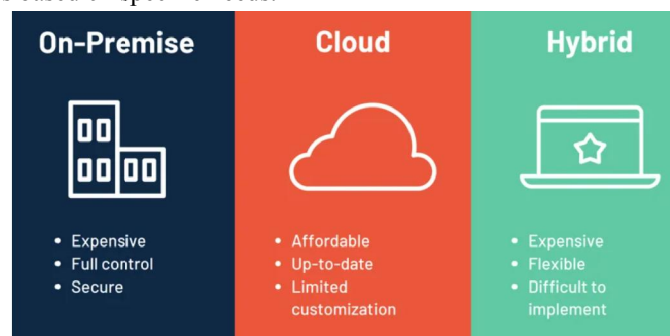 On-Premise
• Expensive
• Full control
• Secure
Cloud
• Affordable
• Up-to-date
• Limited
customization
Hybrid
• Expensive
• Flexible
• Difficult to
implement